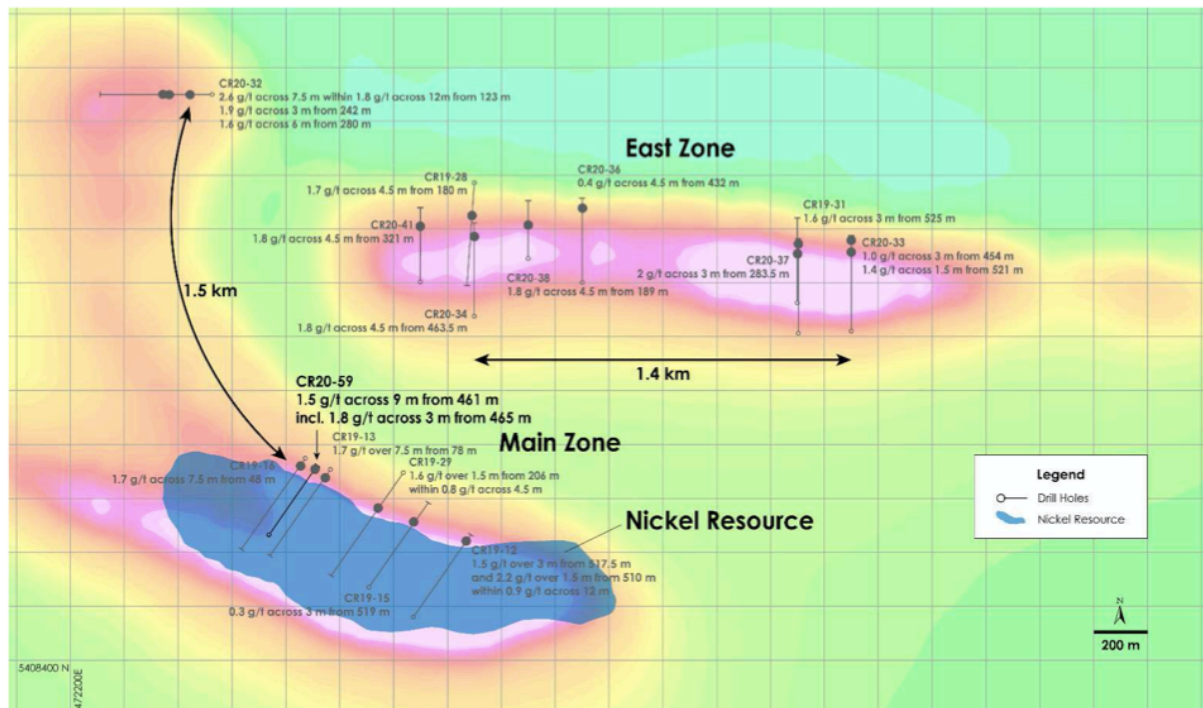 CR20-32
2.6 g/t across 7.5 m within 1.8 g/t across 12m from 123 m
1.9 g/t across 3 m from 242 m
1.6 g/t across 6 m from 280 m
East Zone
CR20-36
0.4 g/t across 4.5 m from 432 m
CR19-28
1.7 g/t across 4.5 m from 180 m
CR19-31
1.6 g/t across 3 m from 525 m
CR20-41
1.8 g/t across 4.5 m from 321 m
CR20-33
1.0 g/t across 3 m from 454 m
1.4 g/t across 1.5 m from 521 m
CR20-37
2 g/t across 3 m from 283.5 m
CR20-38
1.8 g/t across 4.5 m from 189 m
CR20-34
1.8 g/t across 4.5 m from 463.5 m
1.5 km
1.4 km
CR20-59
1.5 g/t across 9 m from 461 m
incl. 1.8 g/t across 3 m from 465 m
CR19-13
1.7 g/t over 7.5 m from 78 m
Main Zone
CR19-16
1.7 g/t across 7.5 m from 48 m
CR19-29
1.6 g/t over 1.5 m from 206 m
within 0.8 g/t across 4.5 m
Nickel Resource
CR19-12
1.5 g/t over 3 m from 517.5 m
and 2.2 g/t over 1.5 m from 510 m
within 0.9 g/t across 12 m
CR19-15
0.3 g/t across 3 m from 519 m
Legend
Drill Holes
Nickel Resource
N
200 m
5408400 N
472200E